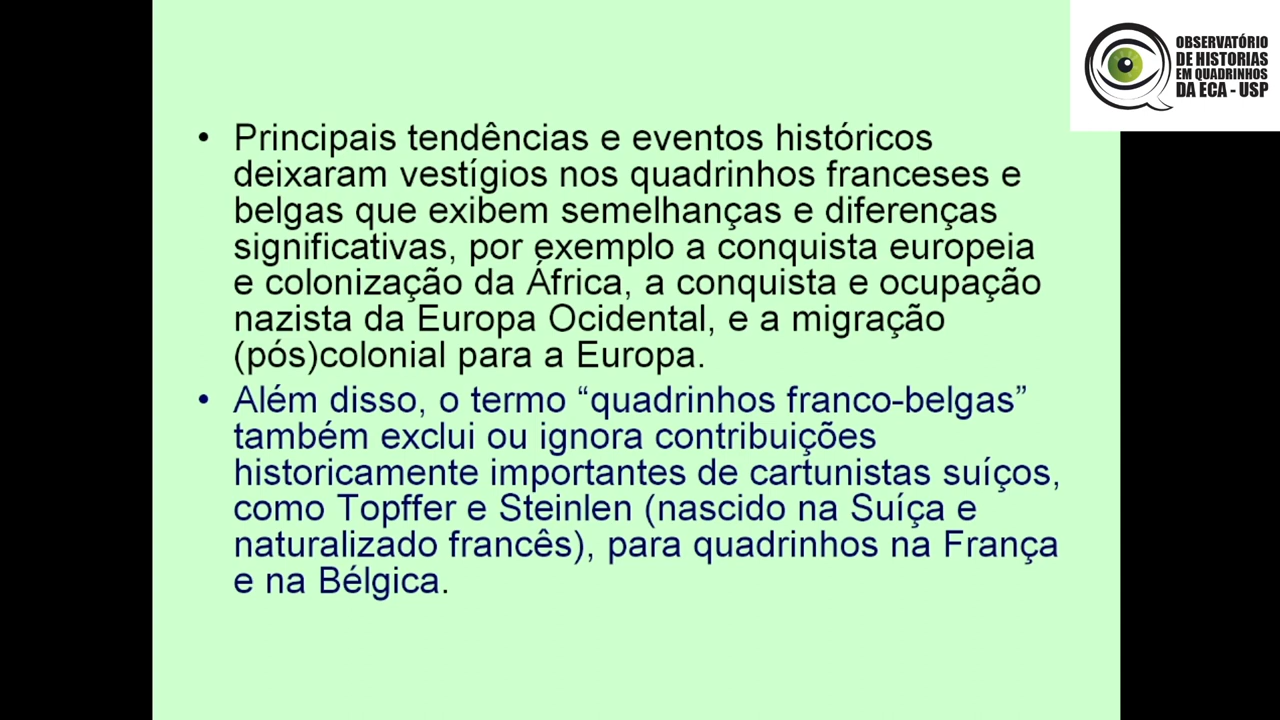 OBSERVATÓRIO
DE HISTORIAS
EM QUADRINHOS
DA ECA - USP
• Principais tendências e eventos históricos
deixaram vestígios nos quadrinhos franceses e
belgas que exibem semelhanças e diferenças
significativas, por exemplo a conquista europeia
e colonização da África, a conquista e ocupação
nazista da Europa Ocidental, e a migração
(pós)colonial para a Europa.
• Além disso, o termo “quadrinhos franco-belgas”
também exclui ou ignora contribuições
historicamente importantes de cartunistas suíços,
como Topffer e Steinlen (nascido na Suíça e
naturalizado francês), para quadrinhos na França
e na Bélgica.